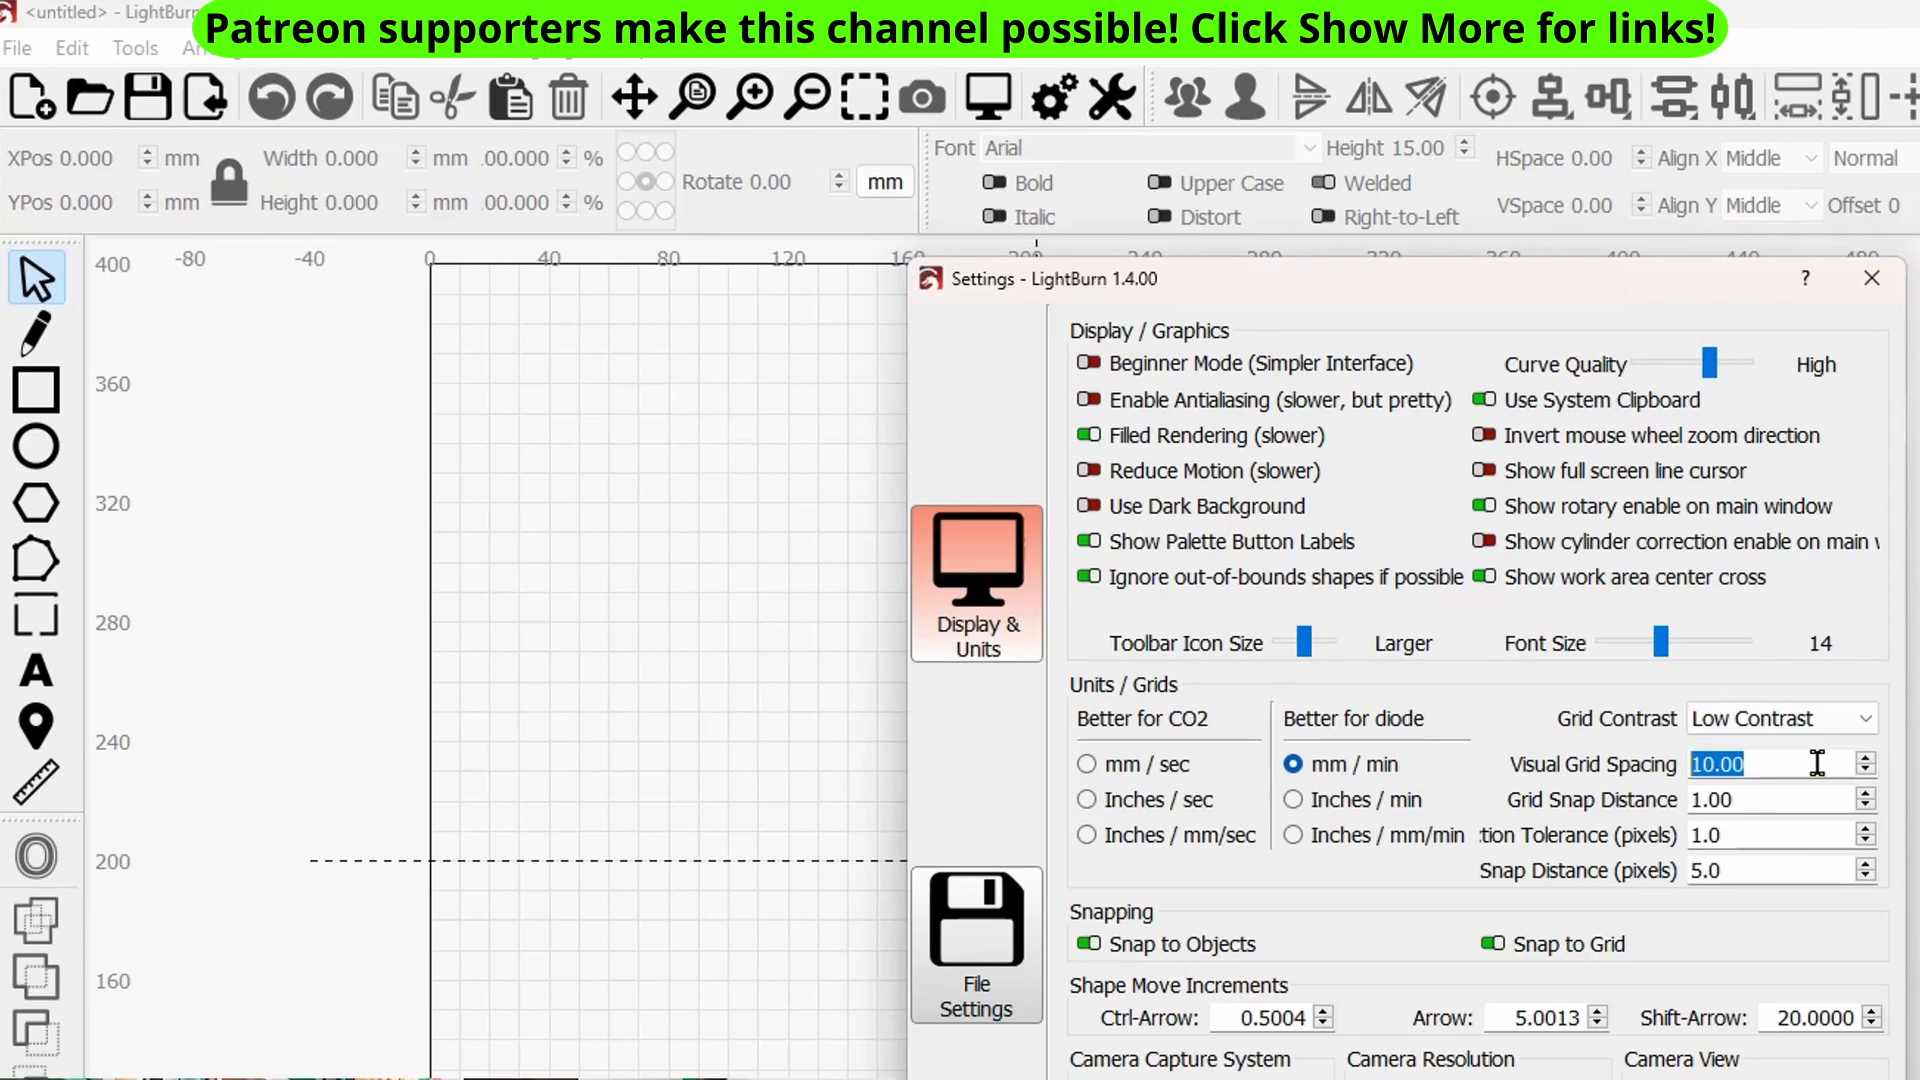 <untitled> - LightBurn
Patreon supporters make this channel possible! Click Show More for links!
File Edit Tools
XPos 0.000 mm Width 0.000 mm .00.000 % Rotate 0.00 mm
YPos 0.000 mm Height 0.000 mm .00.000 %
Font Arial Height 15.00 HSpace 0.00 Align X Middle Normal
Bold Upper Case Welded
Italic Distort Right-to-Left VSpace 0.00 Align Y Middle Offset 0
-80 -40 0 40 80 120 160 200 240 280 320 360 400 440 480
400
360
320
280
240
200
160
Settings - LightBurn 1.4.00 ?
Display & Units
File Settings
Display / Graphics
Beginner Mode (Simpler Interface) Curve Quality High
Enable Antialiasing (slower, but pretty) Use System Clipboard
Filled Rendering (slower) Invert mouse wheel zoom direction
Reduce Motion (slower) Show full screen line cursor
Use Dark Background Show rotary enable on main window
Show Palette Button Labels Show cylinder correction enable on main
Ignore out-of-bounds shapes if possible Show work area center cross
Toolbar Icon Size Larger Font Size 14
Units / Grids
Better for CO2 Better for diode Grid Contrast Low Contrast
mm / sec mm / min Visual Grid Spacing 10.00
Inches / sec Inches / min Grid Snap Distance 1.00
Inches / mm/sec Inches / mm/min tion Tolerance (pixels) 1.0
Snap Distance (pixels) 5.0
Snapping
Snap to Objects Snap to Grid
Shape Move Increments
Ctrl-Arrow: 0.5004 Arrow: 5.0013 Shift-Arrow: 20.0000
Camera Capture System Camera Resolution Camera View